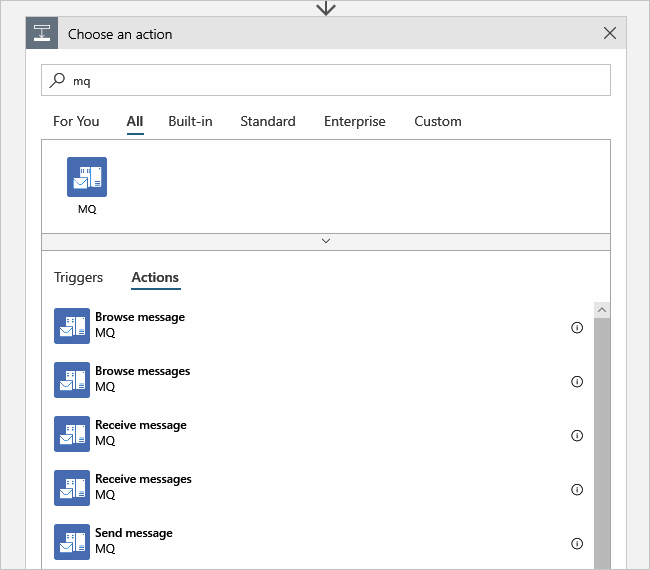 Choose an action
mq
For You All Built-in Standard Enterprise Custom
MQ
Triggers Actions
Browse message
MQ
Browse messages
MQ
Receive message
MQ
Receive messages
MQ
Send message
MQ